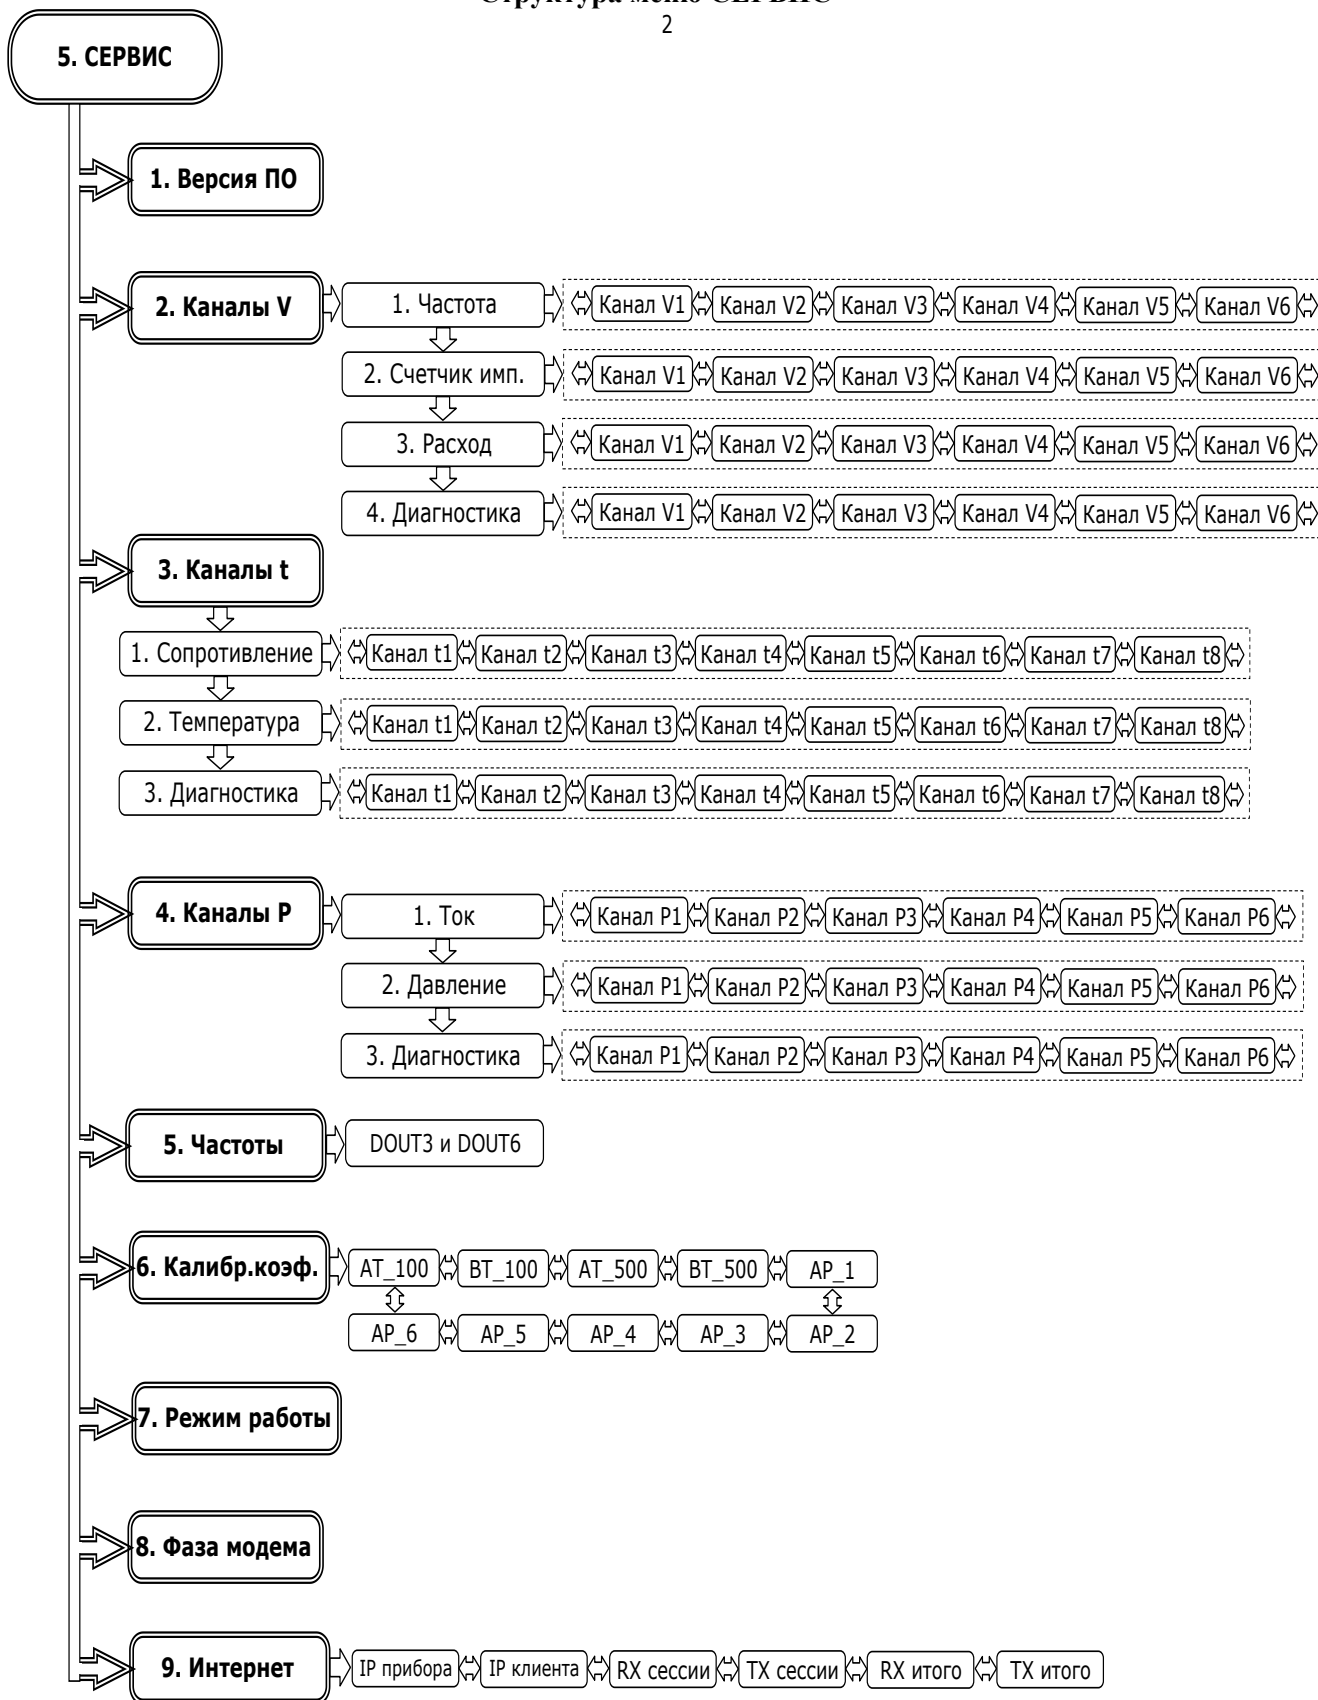 Структура меню СЕРВИС
2
5. СЕРВИС
1. Версия ПО
2. Каналы V
1. Частота
Канал V1 Канал V2 Канал V3 Канал V4 Канал V5 Канал V6
2. Счетчик имп.
Канал V1 Канал V2 Канал V3 Канал V4 Канал V5 Канал V6
3. Расход
Канал V1 Канал V2 Канал V3 Канал V4 Канал V5 Канал V6
4. Диагностика
Канал V1 Канал V2 Канал V3 Канал V4 Канал V5 Канал V6
3. Каналы t
1. Сопротивление
Канал t1 Канал t2 Канал t3 Канал t4 Канал t5 Канал t6 Канал t7 Канал t8
2. Температура
Канал t1 Канал t2 Канал t3 Канал t4 Канал t5 Канал t6 Канал t7 Канал t8
3. Диагностика
Канал t1 Канал t2 Канал t3 Канал t4 Канал t5 Канал t6 Канал t7 Канал t8
4. Каналы P
1. Ток
Канал P1 Канал P2 Канал P3 Канал P4 Канал P5 Канал P6
2. Давление
Канал P1 Канал P2 Канал P3 Канал P4 Канал P5 Канал P6
3. Диагностика
Канал P1 Канал P2 Канал P3 Канал P4 Канал P5 Канал P6
5. Частоты
DOUT3 и DOUT6
6. Калибр.коэф.
AT_100 BT_100 AT_500 BT_500 AP_1
AP_6 AP_5 AP_4 AP_3 AP_2
7. Режим работы
8. Фаза модема
9. Интернет
IP прибора IP клиента RX сессии TX сессии RX итого TX итого